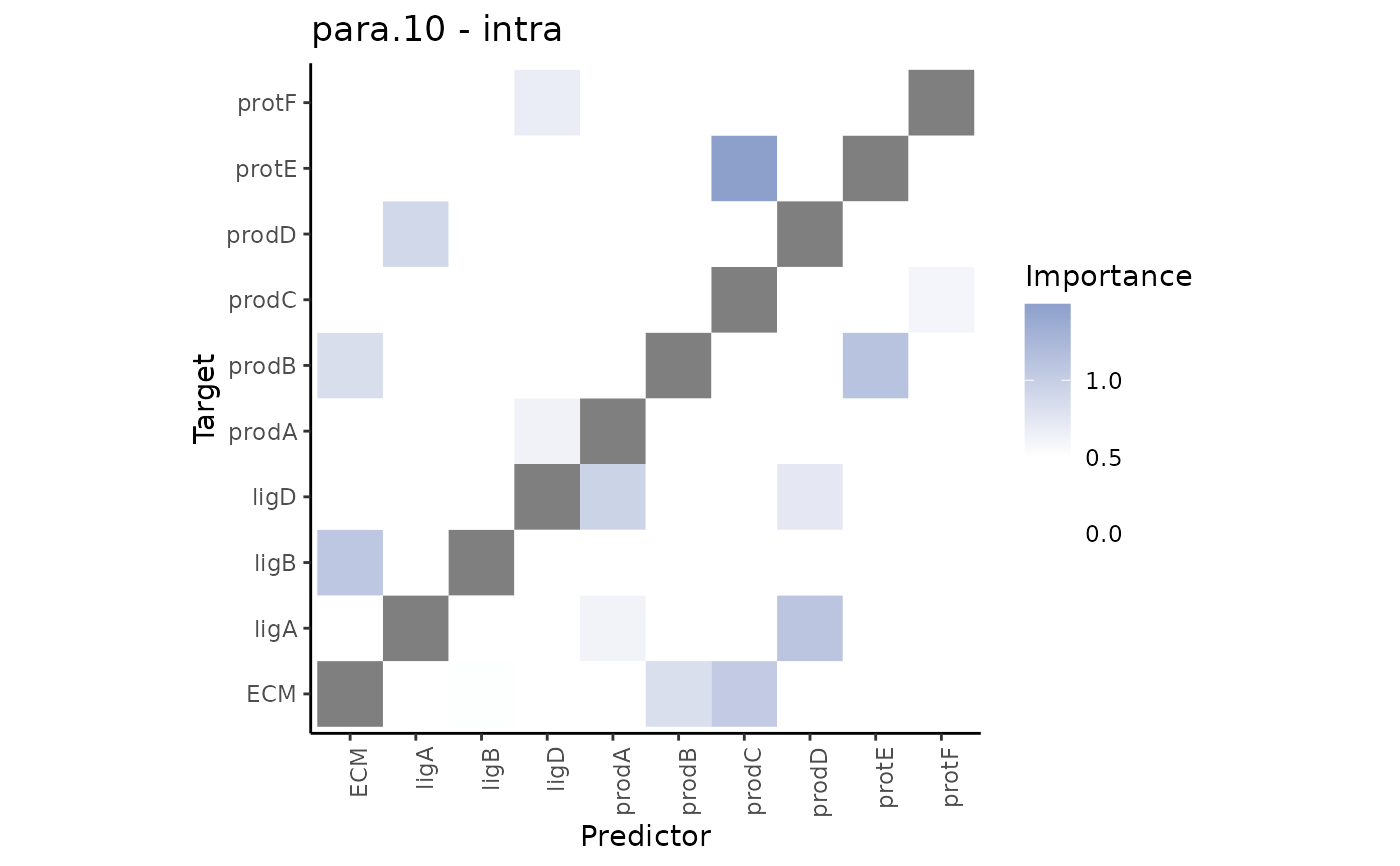 para.10 - intra
protF
protE
prodD
prodC
prodB
prodA
ligD
ligB
ligA
ECM
Target
ECM
ligA
ligB
ligD
prodA
prodB
prodC
prodD
protE
protF
Predictor
Importance
1.0
0.5
0.0